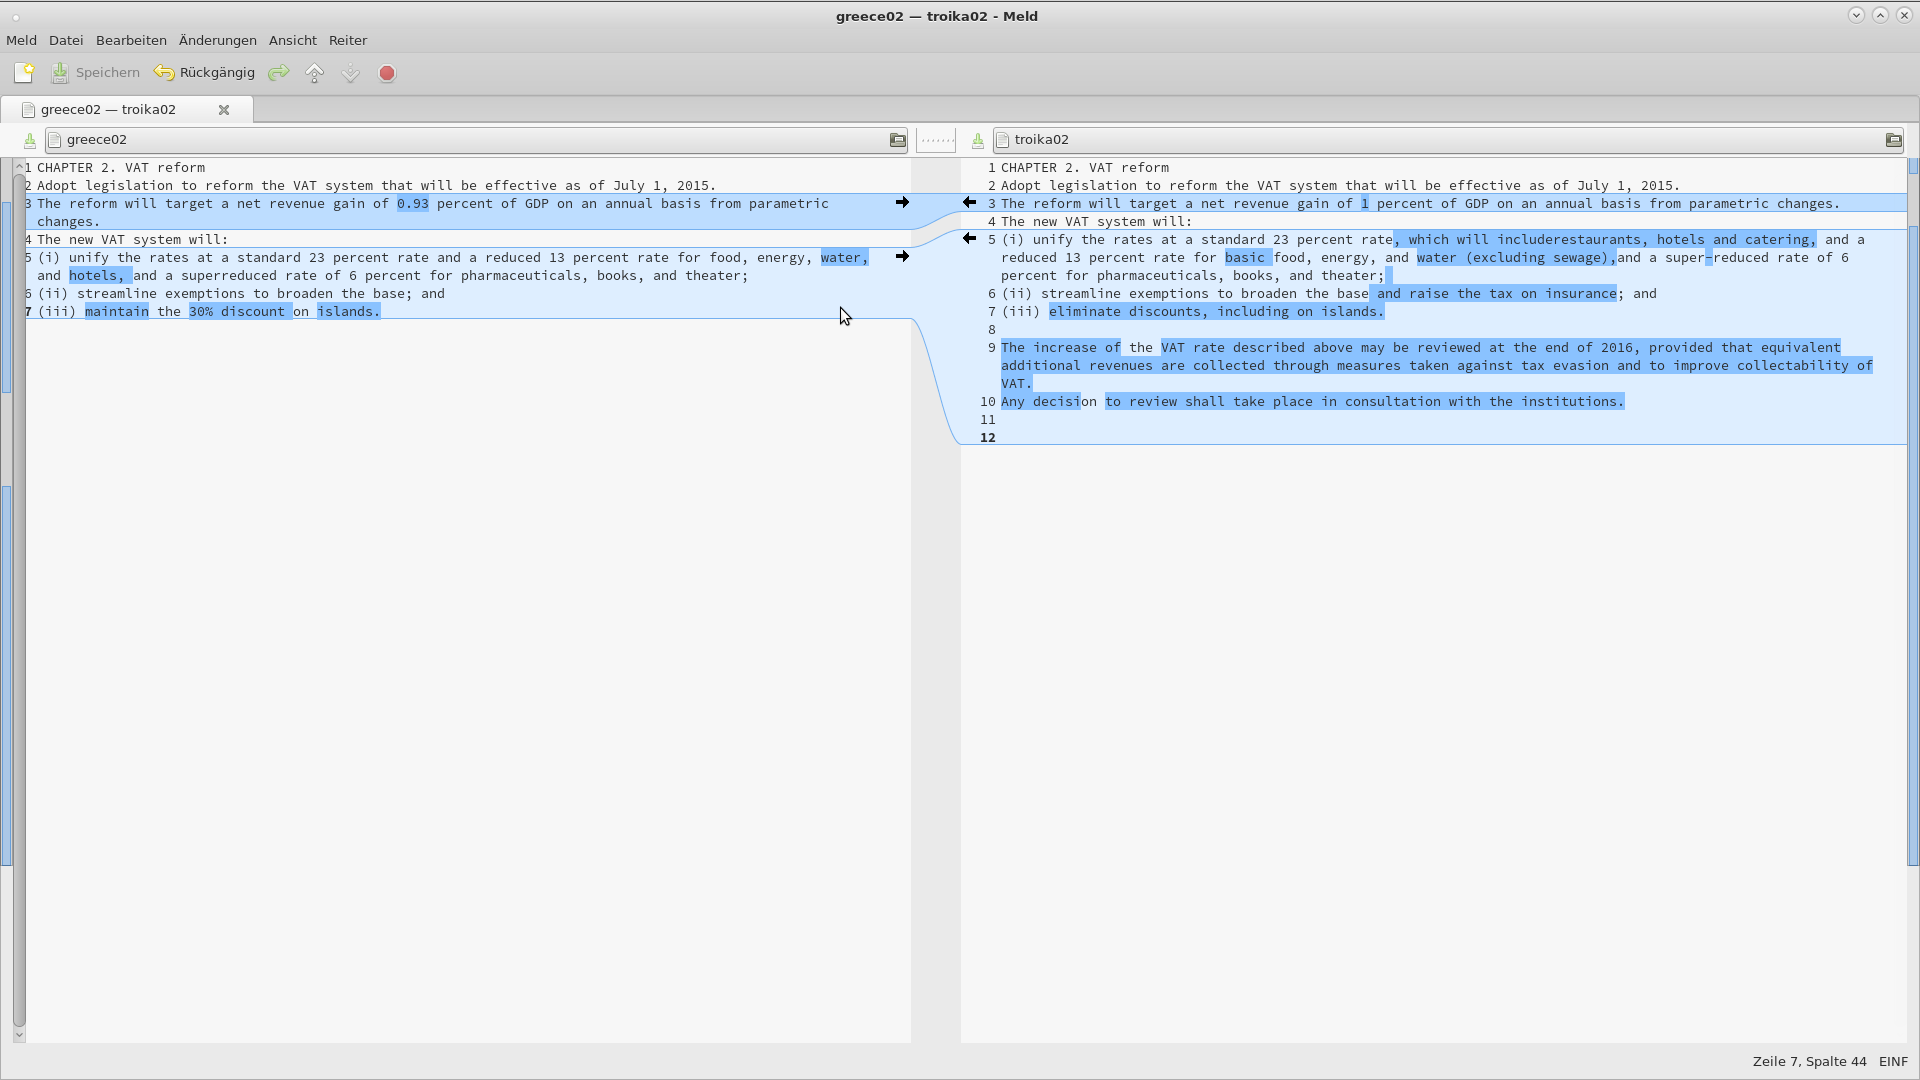 greece02 — troika02 - Meld
Meld Datei Bearbeiten Änderungen Ansicht Reiter
Speichern Rückgängig
greece02 — troika02
greece02
troika02
1 CHAPTER 2. VAT reform
2 Adopt legislation to reform the VAT system that will be effective as of July 1, 2015.
3 The reform will target a net revenue gain of 0.93 percent of GDP on an annual basis from parametric
changes.
4 The new VAT system will:
5 (i) unify the rates at a standard 23 percent rate and a reduced 13 percent rate for food, energy, water,
and hotels, and a superreduced rate of 6 percent for pharmaceuticals, books, and theater;
6 (ii) streamline exemptions to broaden the base; and
7 (iii) maintain the 30% discount on islands.
1 CHAPTER 2. VAT reform
2 Adopt legislation to reform the VAT system that will be effective as of July 1, 2015.
3 The reform will target a net revenue gain of 1 percent of GDP on an annual basis from parametric changes.
4 The new VAT system will:
5 (i) unify the rates at a standard 23 percent rate, which will includerestaurants, hotels and catering, and a
reduced 13 percent rate for basic food, energy, and water (excluding sewage),and a super-reduced rate of 6
percent for pharmaceuticals, books, and theater;
6 (ii) streamline exemptions to broaden the base and raise the tax on insurance; and
7 (iii) eliminate discounts, including on islands.
8
9 The increase of the VAT rate described above may be reviewed at the end of 2016, provided that equivalent
additional revenues are collected through measures taken against tax evasion and to improve collectability of
VAT.
10 Any decision to review shall take place in consultation with the institutions.
11
12
Zeile 7, Spalte 44 EINF